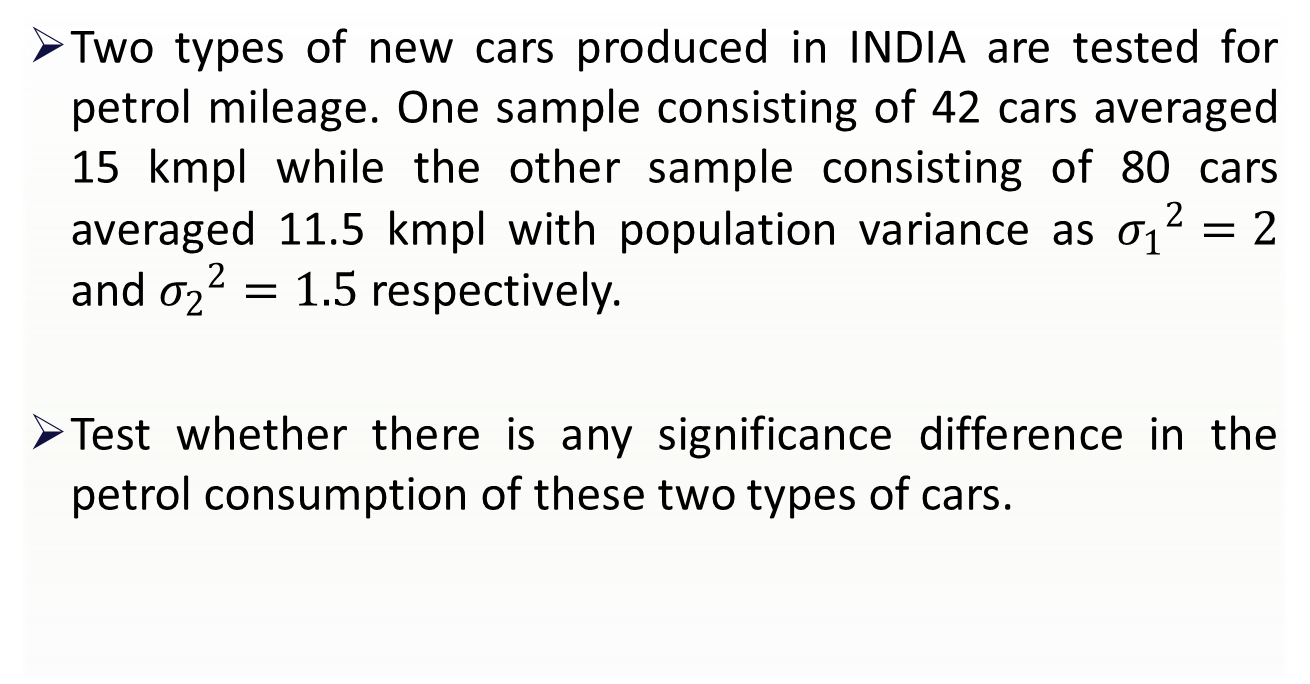 ➢Two types of new cars produced in INDIA are tested for
petrol mileage. One sample consisting of 42 cars averaged
15 kmpl while the other sample consisting of 80 cars
averaged 11.5 kmpl with population variance as σ₁² = 2
and σ₂² = 1.5 respectively.
➢Test whether there is any significance difference in the
petrol consumption of these two types of cars.